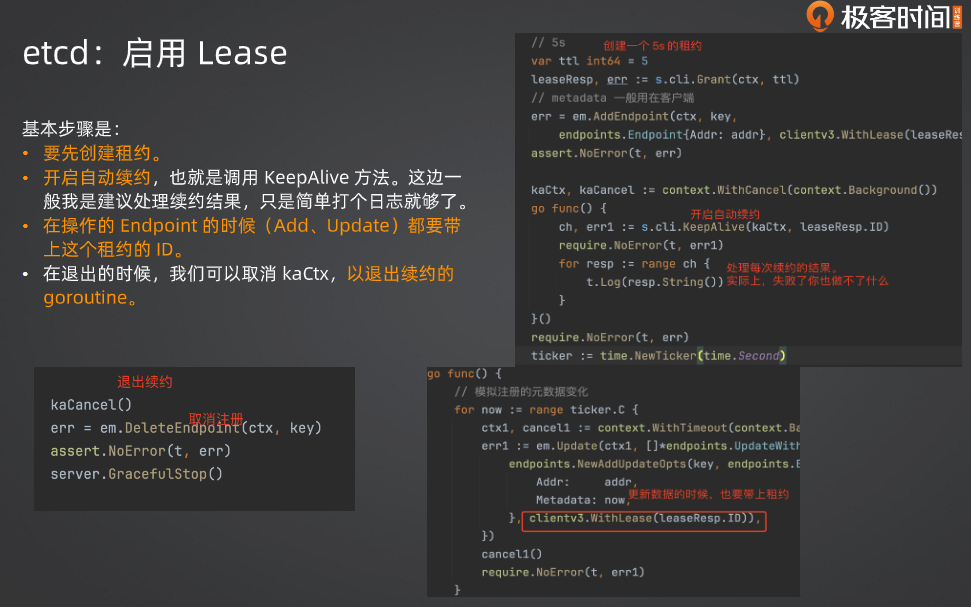 极客时间
训练营
etcd：启用 Lease
基本步骤是：
• 要先创建租约。
• 开启自动续约，也就是调用 KeepAlive 方法。这边一
般我是建议处理续约结果，只是简单打个日志就够了。
• 在操作的 Endpoint 的时候（Add、Update）都要带
上这个租约的 ID。
• 在退出的时候，我们可以取消 kaCtx，以退出续约的
goroutine。
// 5s 创建一个 5s 的租约
var ttl int64 = 5
leaseResp, err := s.cli.Grant(ctx, ttl)
// metadata 一般用在客户端
err = em.AddEndpoint(ctx, key,
endpoints.Endpoint{Addr: addr}, clientv3.WithLease(leaseRes
assert.NoError(t, err)
kaCtx, kaCancel := context.WithCancel(context.Background())
go func() {
开启自动续约
ch, err1 := s.cli.KeepAlive(kaCtx, leaseResp.ID)
require.NoError(t, err1)
for resp := range ch {
处理每次续约的结果。
t.Log(resp.String()) 实际上，失败了你也做不了什么
}
}()
require.NoError(t, err)
ticker := time.NewTicker(time.Second)
退出续约
kaCancel()
取消注册
err = em.DeleteEndpoint(ctx, key)
assert.NoError(t, err)
server.GracefulStop()
go func() {
// 模拟注册的元数据变化
for now := range ticker.C {
ctx1, cancel1 := context.WithTimeout(context.Ba
err1 := em.Update(ctx1, []*endpoints.UpdateWith
endpoints.NewAddUpdateOpts(key, endpoints.E
Addr: addr,
Metadata: now, 更新数据的时候，也要带上租约
}, clientv3.WithLease(leaseResp.ID)),
})
cancel1()
require.NoError(t, err1)
}